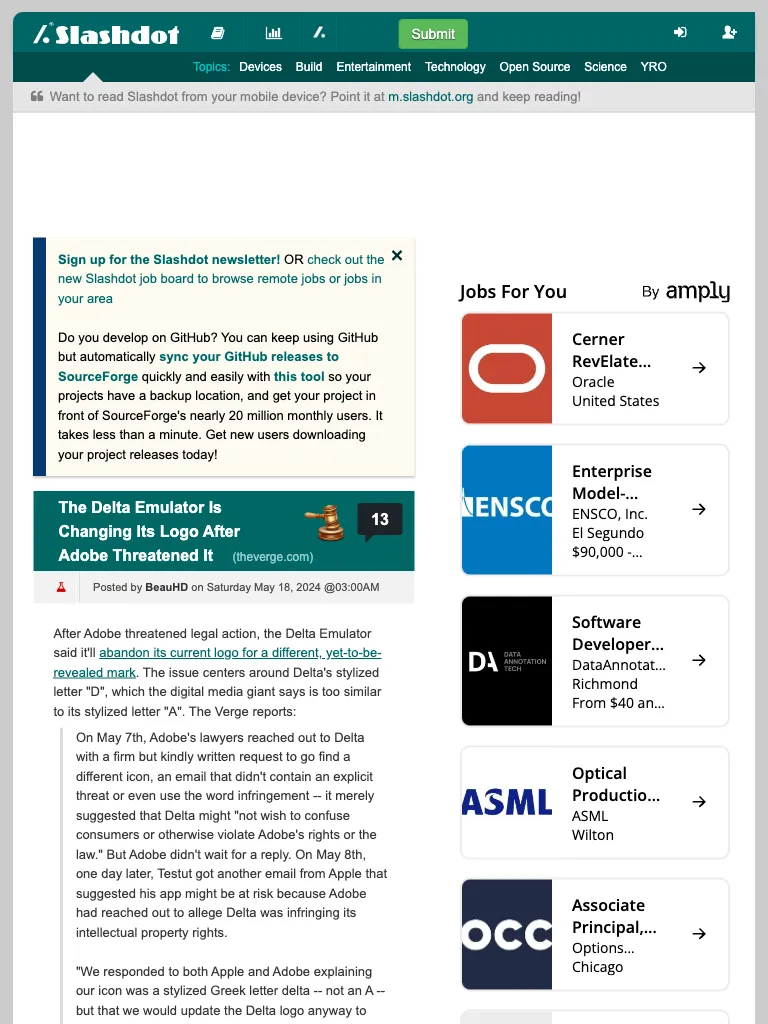 Slashdot
Submit
Topics: Devices Build Entertainment Technology Open Source Science YRO
Want to read Slashdot from your mobile device? Point it at m.slashdot.org and keep reading!
Sign up for the Slashdot newsletter! OR check out the
new Slashdot job board to browse remote jobs or jobs in
your area
Do you develop on GitHub? You can keep using GitHub
but automatically sync your GitHub releases to
SourceForge quickly and easily with this tool so your
projects have a backup location, and get your project in
front of SourceForge's nearly 20 million monthly users. It
takes less than a minute. Get new users downloading
your project releases today!
The Delta Emulator Is
Changing Its Logo After
Adobe Threatened It (theverge.com)
13
Posted by BeauHD on Saturday May 18, 2024 @03:00AM
After Adobe threatened legal action, the Delta Emulator
said it'll abandon its current logo for a different, yet-to-be-
revealed mark. The issue centers around Delta's stylized
letter "D", which the digital media giant says is too similar
to its stylized letter "A". The Verge reports:
On May 7th, Adobe's lawyers reached out to Delta
with a firm but kindly written request to go find a
different icon, an email that didn't contain an explicit
threat or even use the word infringement -- it merely
suggested that Delta might "not wish to confuse
consumers or otherwise violate Adobe's rights or the
law." But Adobe didn't wait for a reply. On May 8th,
one day later, Testut got another email from Apple that
suggested his app might be at risk because Adobe
had reached out to allege Delta was infringing its
intellectual property rights.
"We responded to both Apple and Adobe explaining
our icon was a stylized Greek letter delta -- not an A --
but that we would update the Delta logo anyway to
Jobs For You
By amply
Cerner
RevElate...
Oracle
United States
ENSCO
Enterprise
Model-...
ENSCO, Inc.
El Segundo
$90,000 -...
DA DATA
ANNOTATION
TECH
Software
Developer...
DataAnnotat...
Richmond
From $40 an...
ASML
Optical
Productio...
ASML
Wilton
OCC
Associate
Principal,...
Options...
Chicago